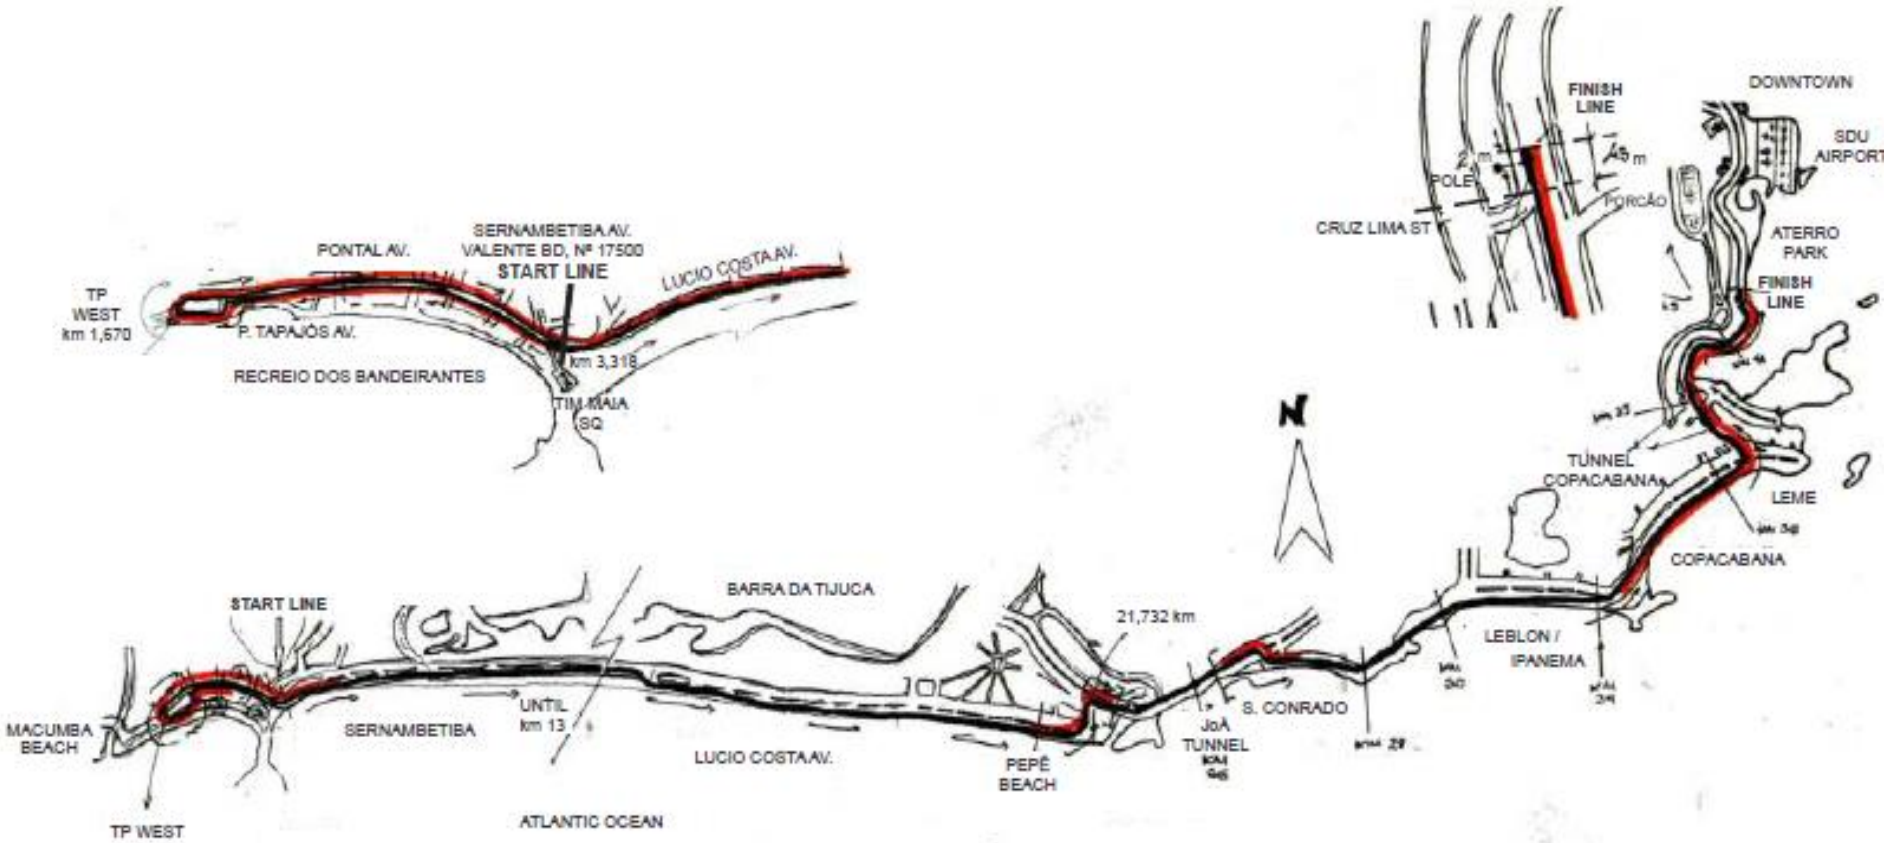 DOWNTOWN
SDU
AIRPORT
FINISH
LINE
2 m
45 m
POLE
PORCÃO
CRUZ LIMA ST
ATERRO
PARK
FINISH
LINE
SERNAMBETIBA AV.
VALENTE BD, Nº 17500
START LINE
PONTAL AV.
LUCIO COSTA AV.
TP
WEST
km 1,670
P. TAPAJÓS AV.
km 3,318
RECREIO DOS BANDEIRANTES
TIM MAIA
SQ
N
TUNNEL
COPACABANA
LEME
COPACABANA
BARRA DA TIJUCA
START LINE
21,732 km
LEBLON /
IPANEMA
MACUMBA
BEACH
SERNAMBETIBA
UNTIL
km 13
LUCIO COSTA AV.
PEPÊ
BEACH
JOÁ
TUNNEL
S. CONRADO
TP WEST
ATLANTIC OCEAN